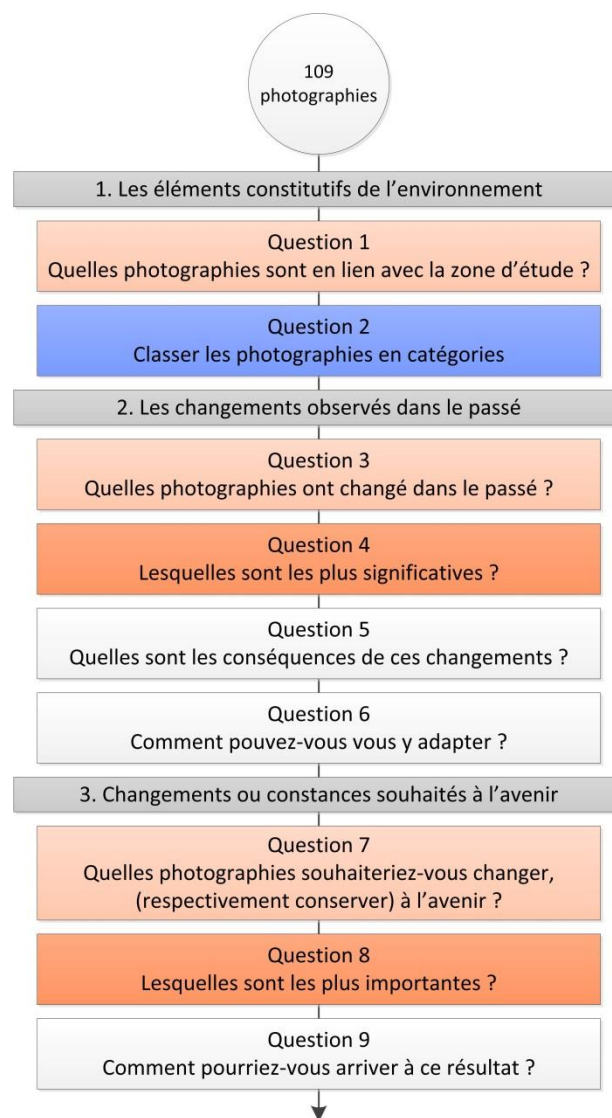 109
photographies
1. Les éléments constitutifs de l’environnement
Question 1
Quelles photographies sont en lien avec la zone d’étude ?
Question 2
Classer les photographies en catégories
2. Les changements observés dans le passé
Question 3
Quelles photographies ont changé dans le passé ?
Question 4
Lesquelles sont les plus significatives ?
Question 5
Quelles sont les conséquences de ces changements ?
Question 6
Comment pouvez-vous vous y adapter ?
3. Changements ou constances souhaités à l’avenir
Question 7
Quelles photographies souhaiteriez-vous changer,
(respectivement conserver) à l’avenir ?
Question 8
Lesquelles sont les plus importantes ?
Question 9
Comment pourriez-vous arriver à ce résultat ?